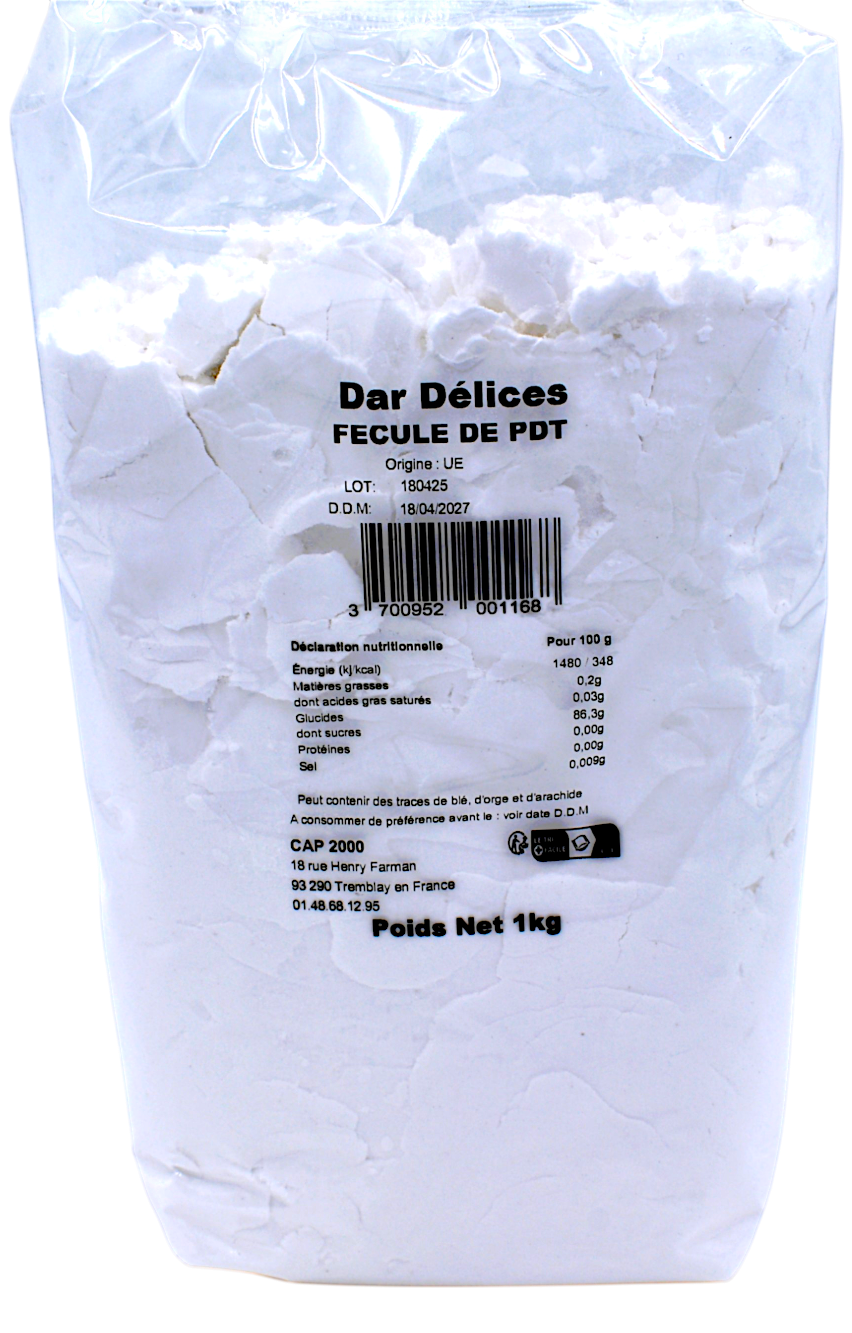 Dar Délices
FECULE DE PDT
Origine : UE
LOT: 180425
D.D.M: 18/04/2027
3 700952 001168
Déclaration nutritionnelle Pour 100 g
Énergie (kj/kcal) 1480 / 348
Matières grasses 0,2g
dont acides gras saturés 0,03g
Glucides 86,3g
dont sucres 0,00g
Protéines 0,00g
Sel 0,009g
Peut contenir des traces de blé, d'orge et d'arachide
A consommer de préférence avant le : voir date D.D.M
CAP 2000
18 rue Henry Farman
93 290 Tremblay en France
01.48.68.12.95
Poids Net 1kg